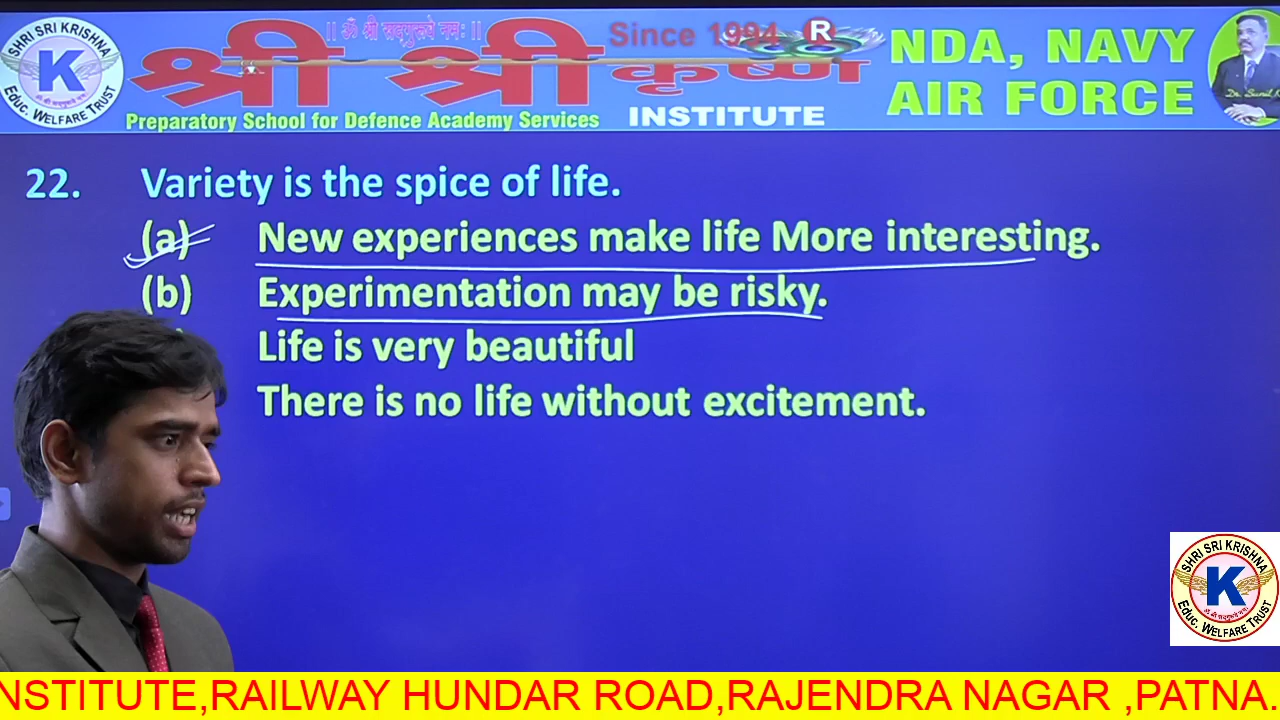 || ॐ श्री सद्गुरूवे नमः ||
श्री श्री कृष्ण
Since 1994
R
INSTITUTE
Preparatory School for Defence Academy Services
NDA, NAVY
AIR FORCE
SHRI SRI KRISHNA
K
Educ. WELFARE TRUST
22. Variety is the spice of life.
(a) New experiences make life More interesting.
(b) Experimentation may be risky.
Life is very beautiful
There is no life without excitement.
SHRI SRI KRISHNA
K
Educ. WELFARE TRUST
NSTITUTE,RAILWAY HUNDAR ROAD,RAJENDRA NAGAR ,PATNA.